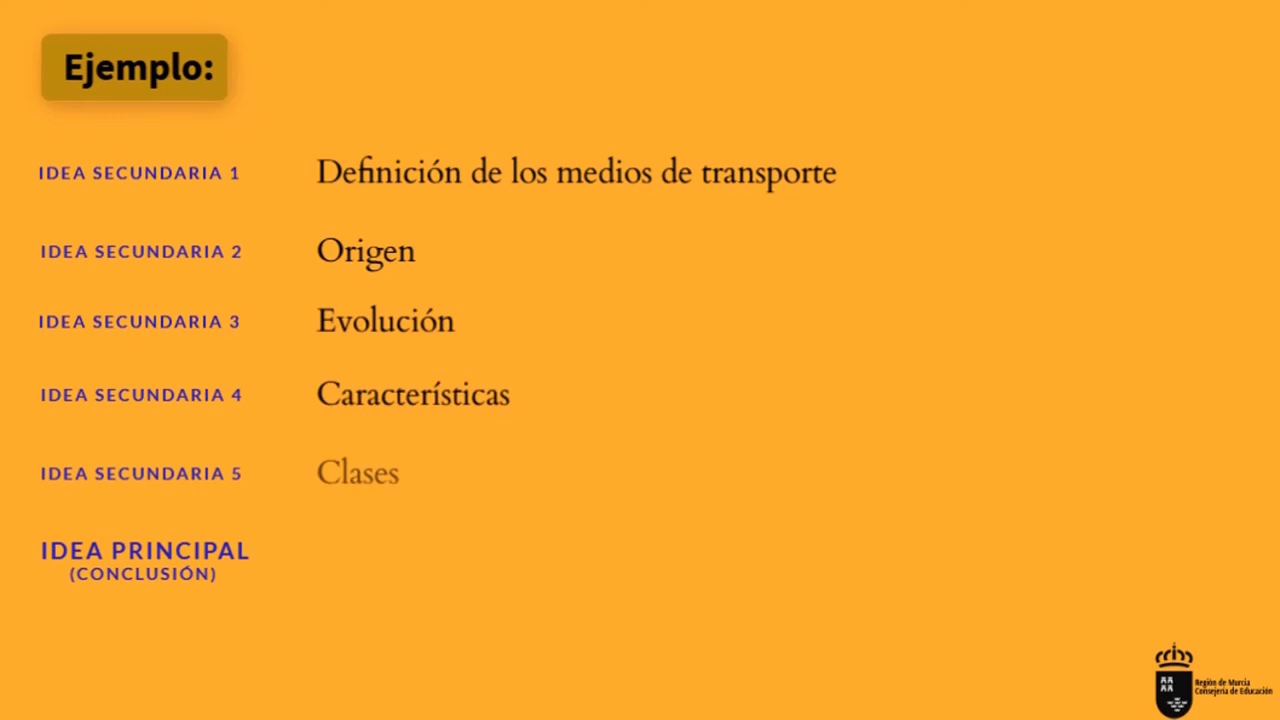 Ejemplo:
IDEA SECUNDARIA 1 Definición de los medios de transporte
IDEA SECUNDARIA 2 Origen
IDEA SECUNDARIA 3 Evolución
IDEA SECUNDARIA 4 Características
IDEA SECUNDARIA 5 Clases
IDEA PRINCIPAL
(CONCLUSIÓN)
Región de Murcia
Consejería de Educación